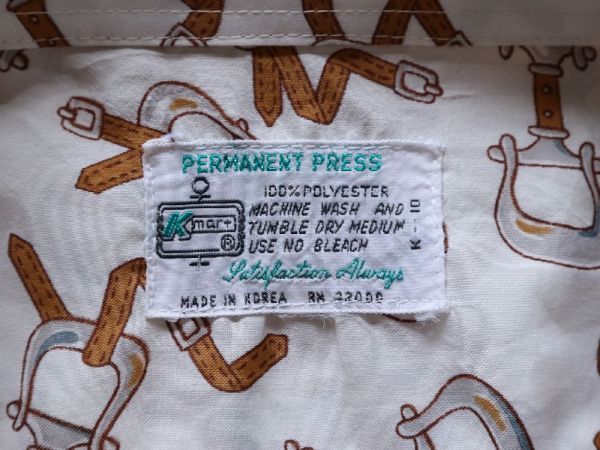 PERMANENT PRESS
100% POLYESTER
Kmart®
MACHINE WASH AND
TUMBLE DRY MEDIUM
USE NO BLEACH
K-10
Satisfaction Always
MADE IN KOREA RN